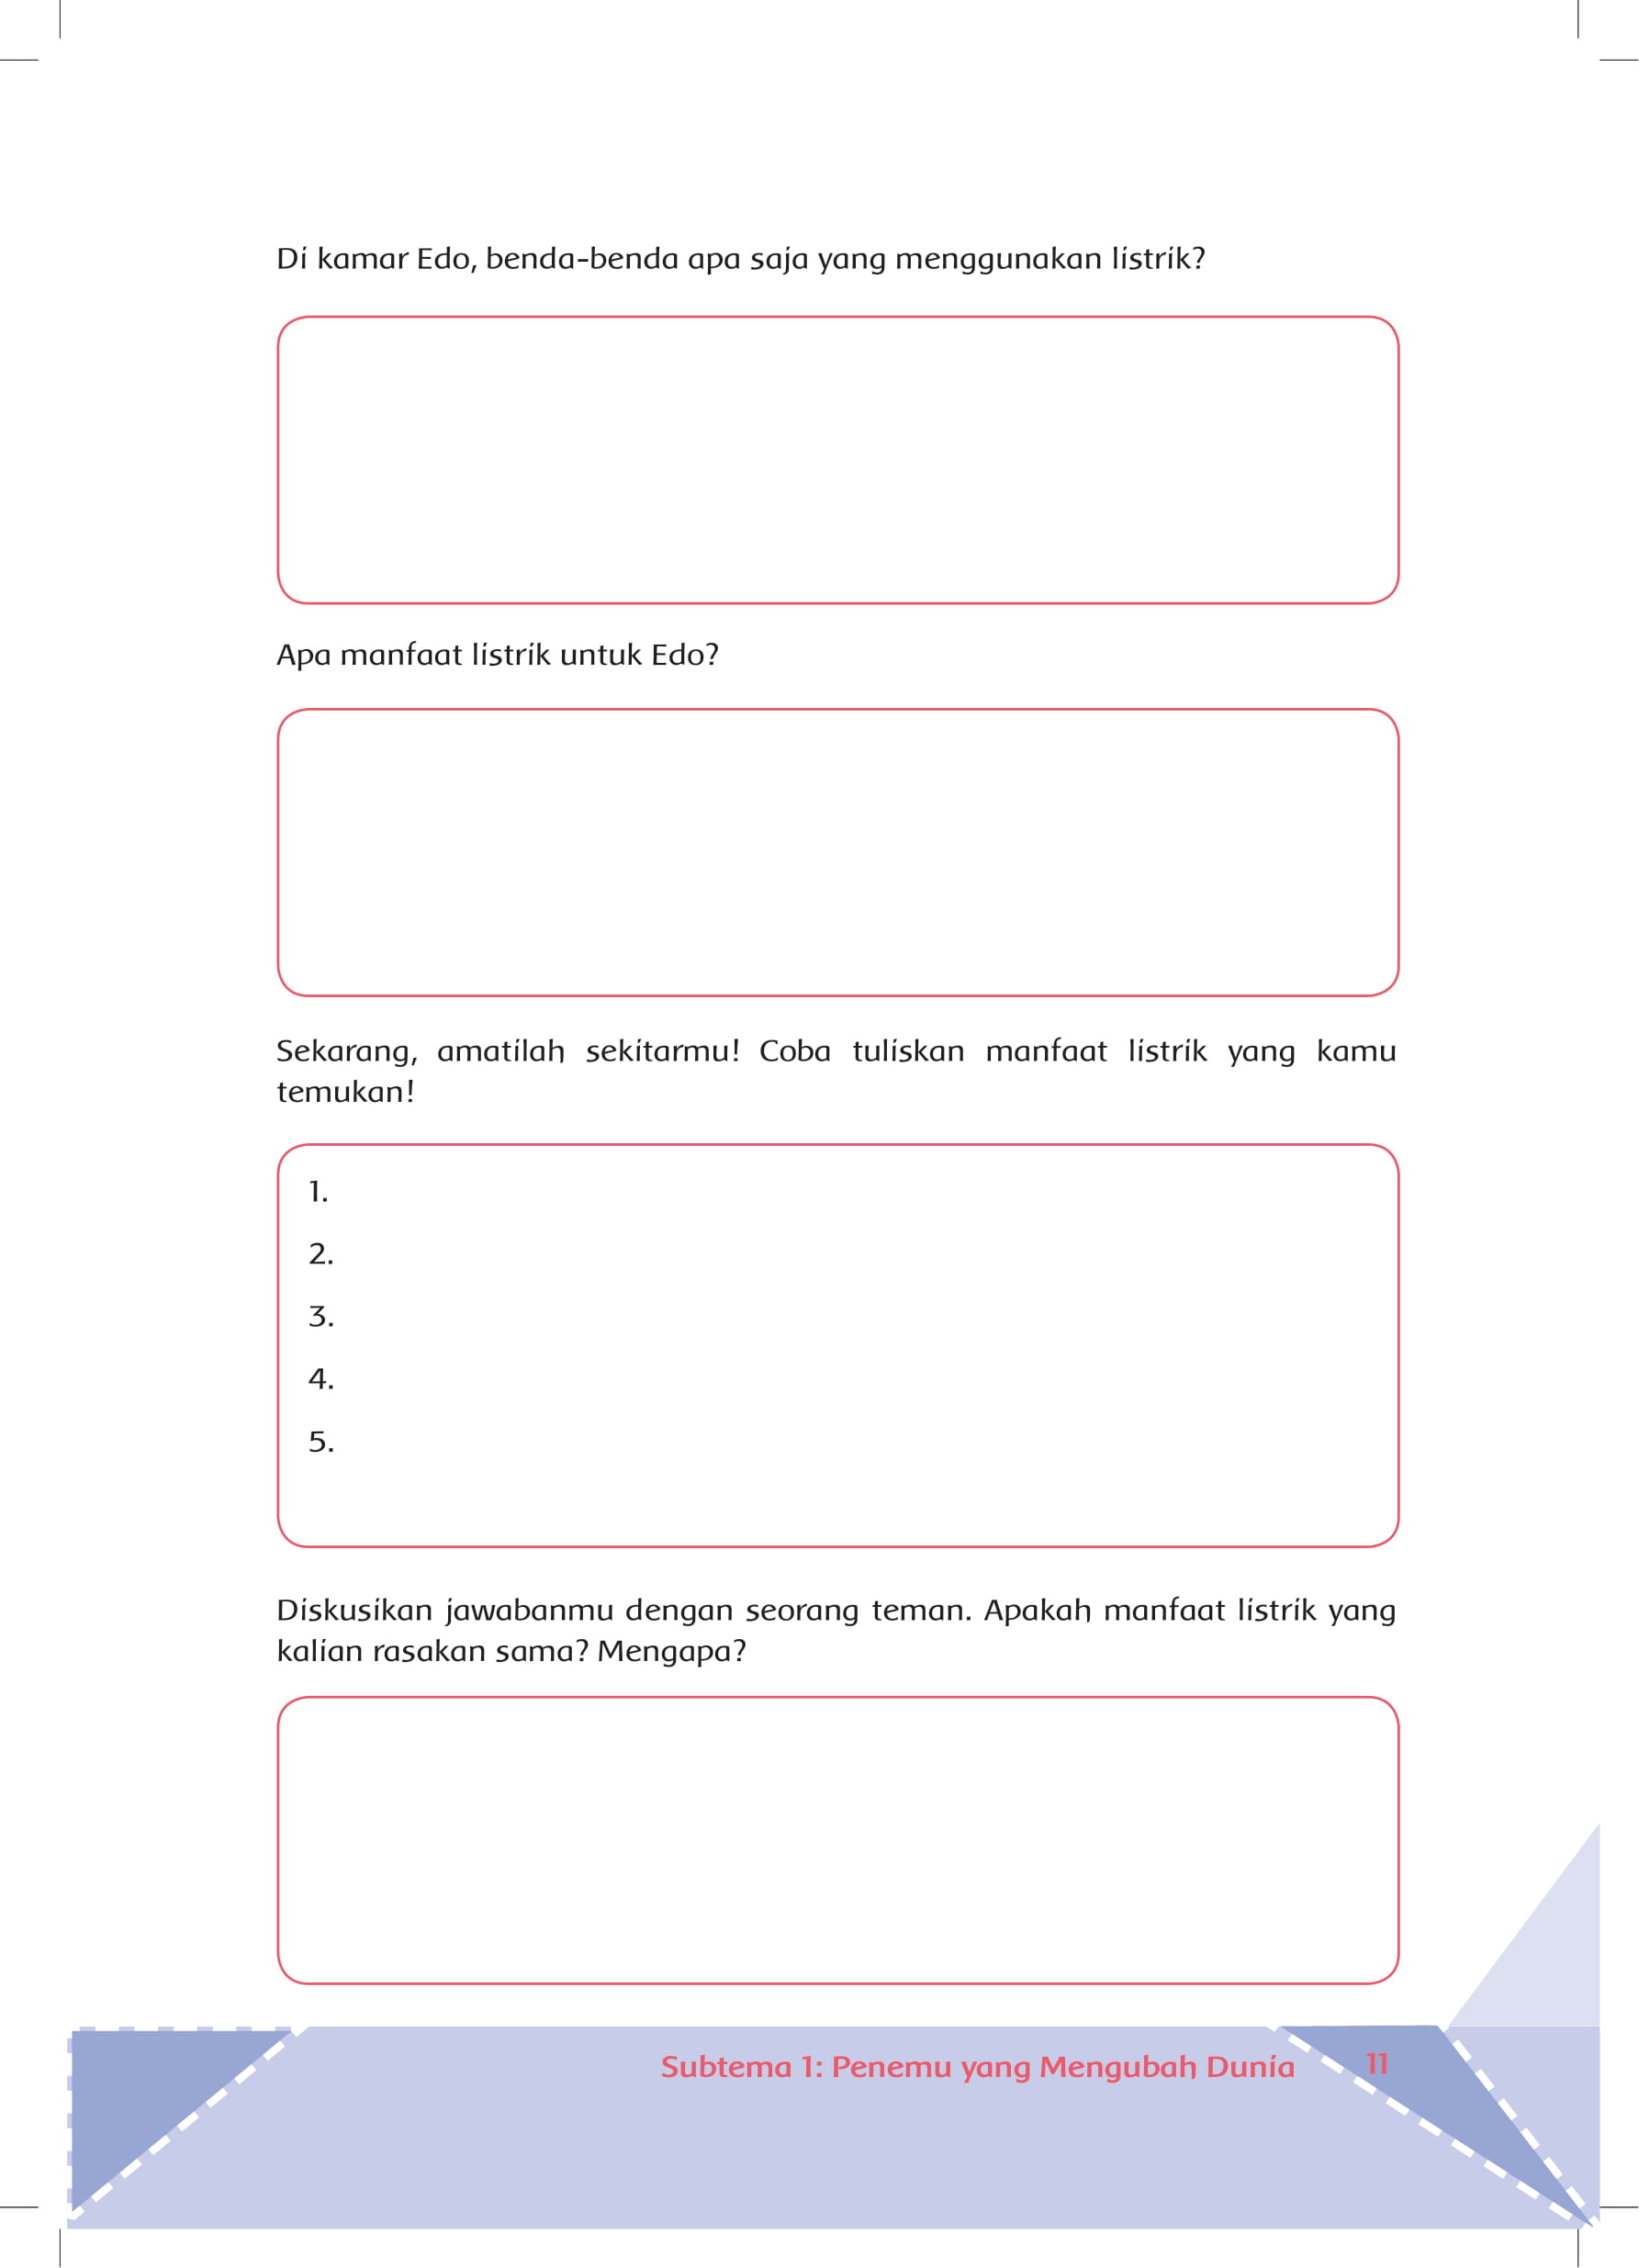 Di kamar Edo, benda-benda apa saja yang menggunakan listrik?
Apa manfaat listrik untuk Edo?
Sekarang, amatilah sekitarmu! Coba tuliskan manfaat listrik yang kamu
temukan!
1.
2.
3.
4.
5.
Diskusikan jawabanmu dengan seorang teman. Apakah manfaat listrik yang
kalian rasakan sama? Mengapa?
Subtema 1: Penemu yang Mengubah Dunia 11